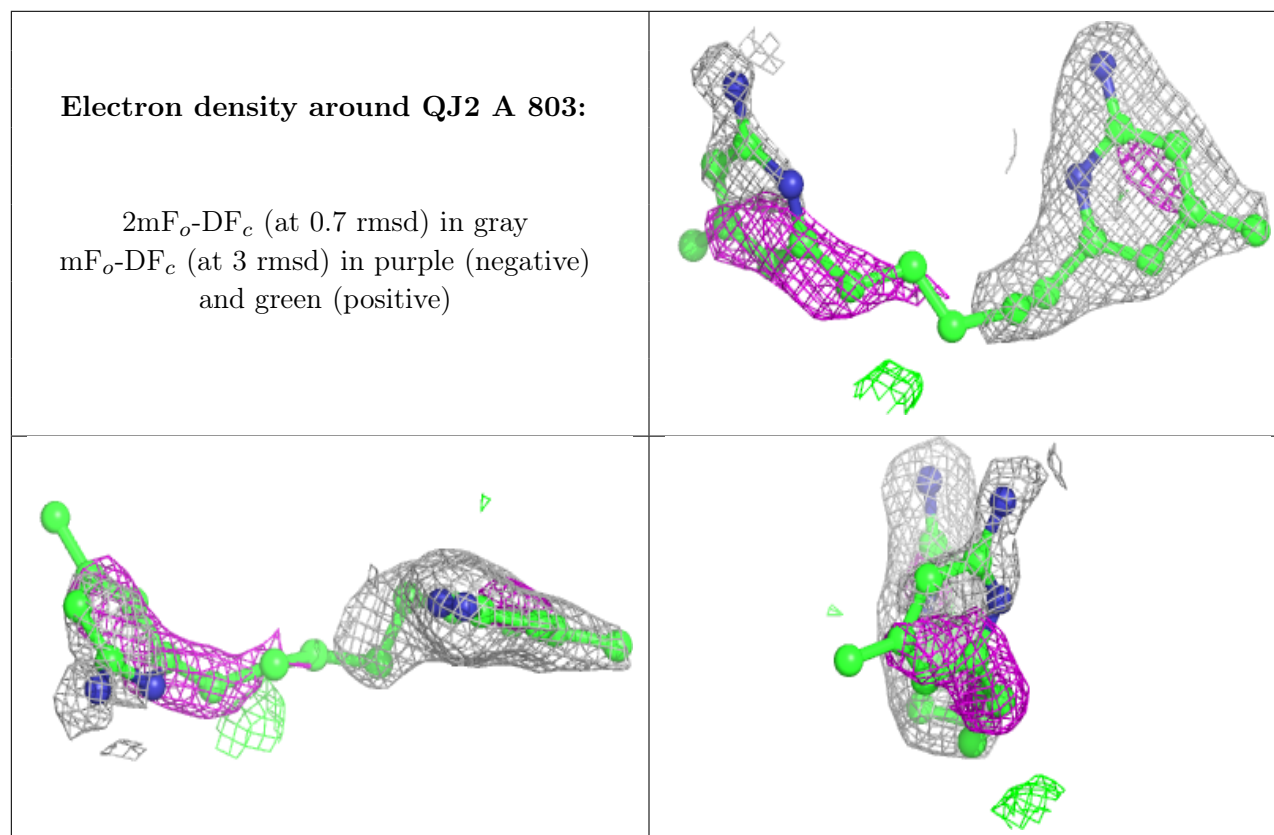 Electron density around QJ2 A 803:
2mFo-DFc (at 0.7 rmsd) in gray
mFo-DFc (at 3 rmsd) in purple (negative)
and green (positive)